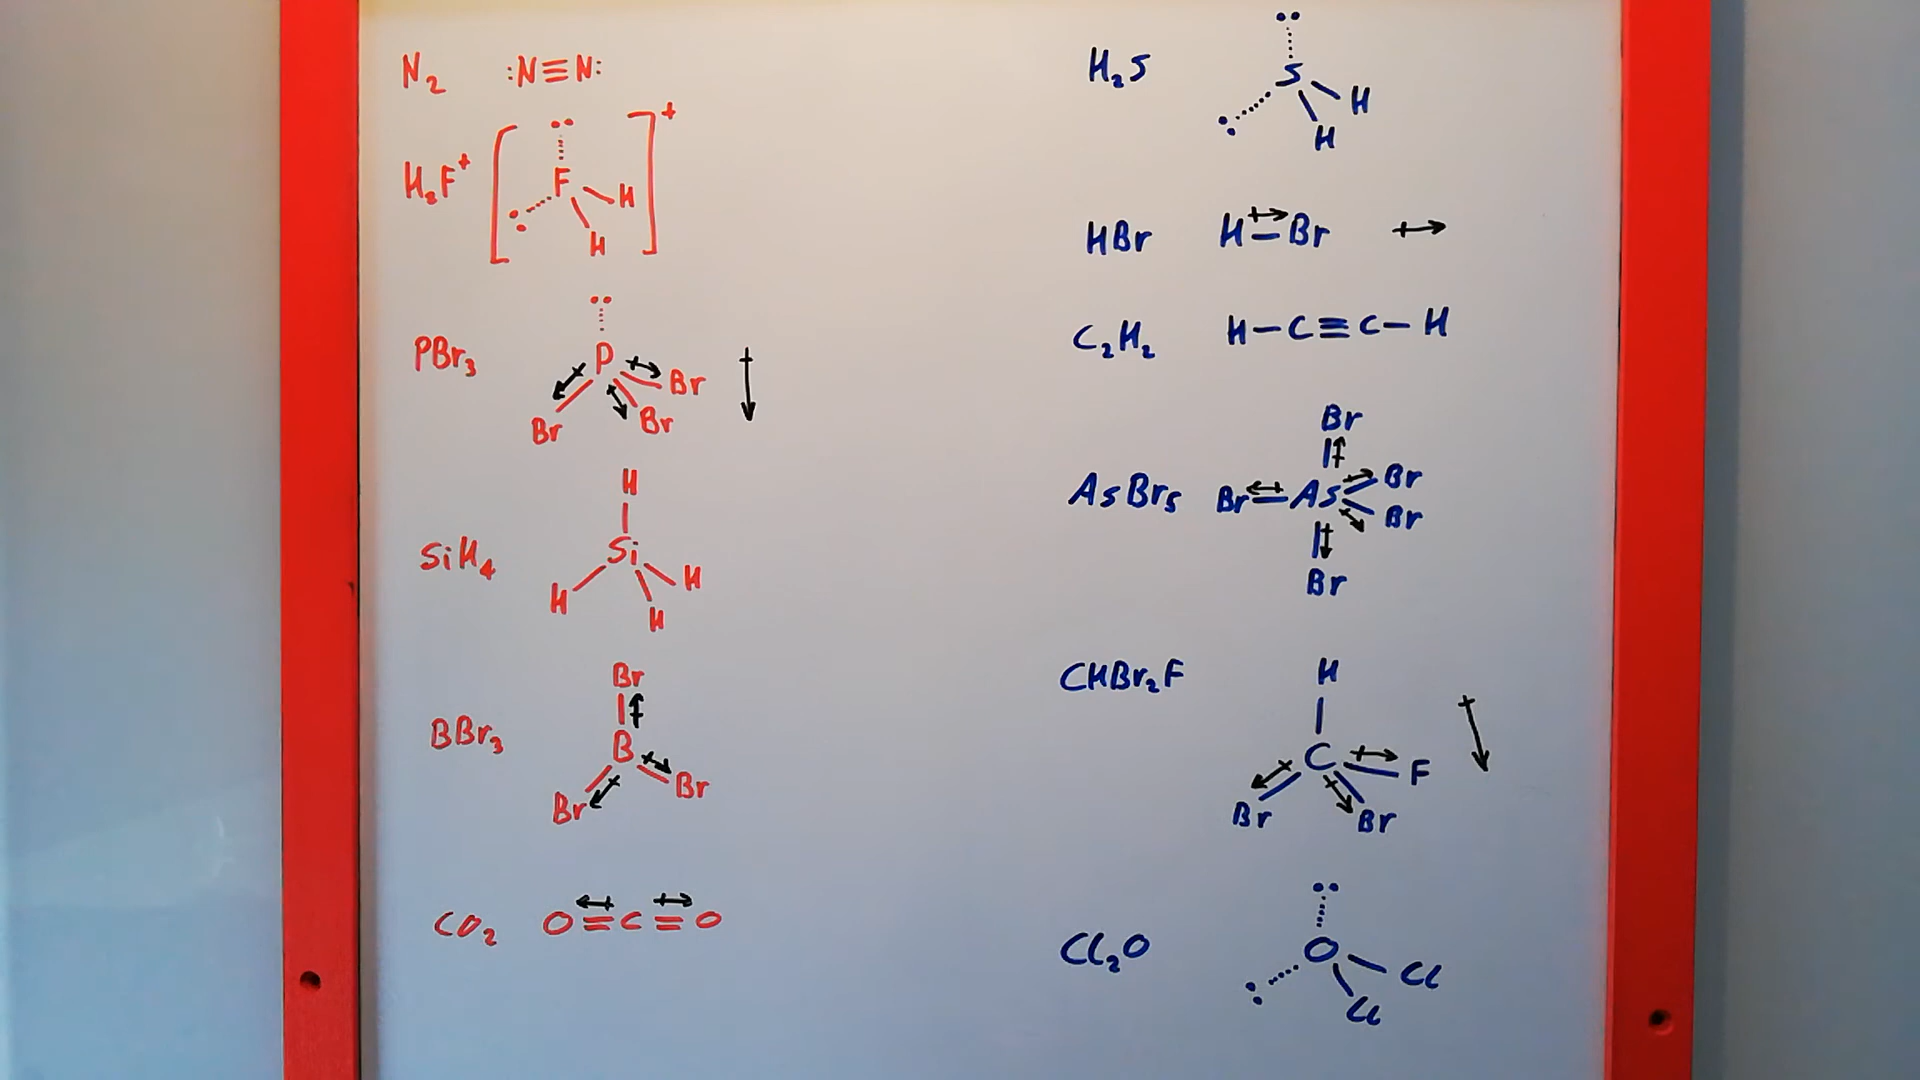 N₂ :N≡N:
H₂F⁺ [F H H]⁺
PBr₃ P Br Br Br
SiH₄ H Si H H H
BBr₃ Br B Br Br
CO₂ O≡C≡O
H₂S S H H
HBr H–Br
C₂H₂ H–C≡C–H
AsBr₅ Br Br As Br Br Br
CHBr₂F H C F Br Br
Cl₂O O Cl Cl